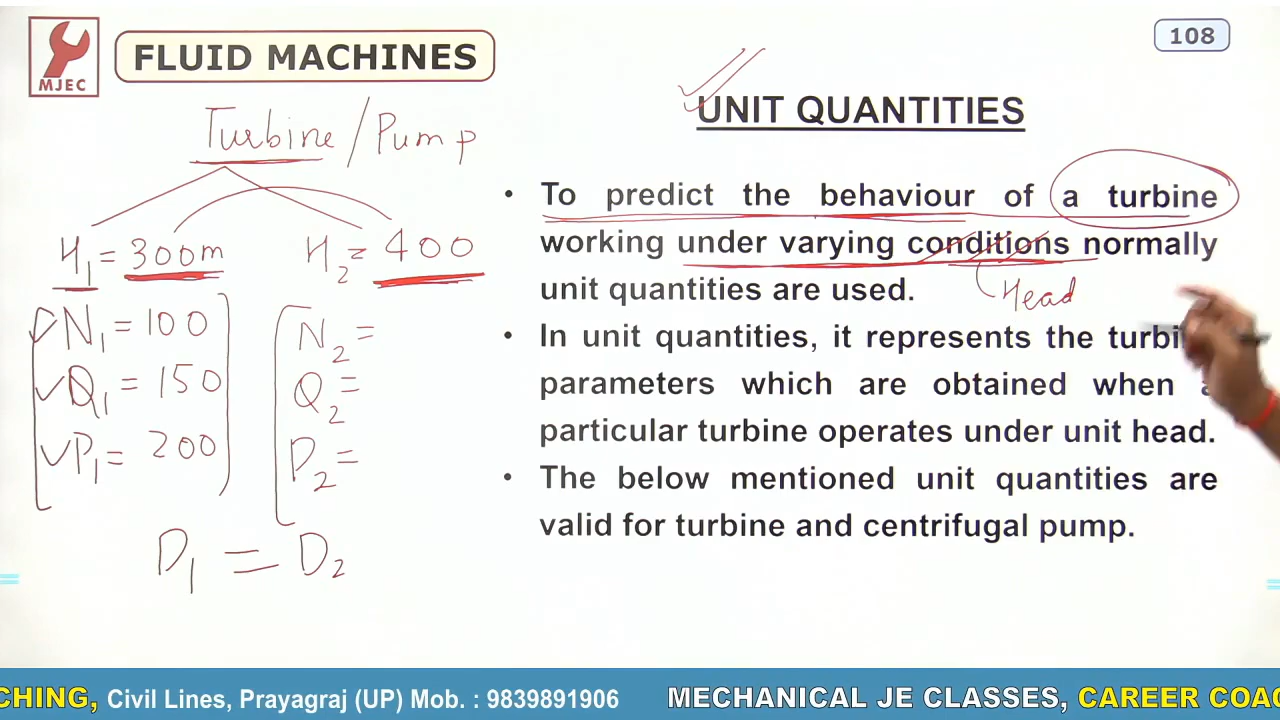 MJEC
FLUID MACHINES
108
UNIT QUANTITIES
Turbine / Pump
H₁ = 300m
H₂ = 400
N₁ = 100
Q₁ = 150
P₁ = 200
N₂ =
Q₂ =
P₂ =
D₁ = D₂
• To predict the behaviour of a turbine
working under varying conditions normally
unit quantities are used.
Head
• In unit quantities, it represents the
parameters which are obtained when
particular turbine operates under unit head.
• The below mentioned unit quantities are
valid for turbine and centrifugal pump.
CHING, Civil Lines, Prayagraj (UP) Mob. : 9839891906 MECHANICAL JE CLASSES, CAREER COAC